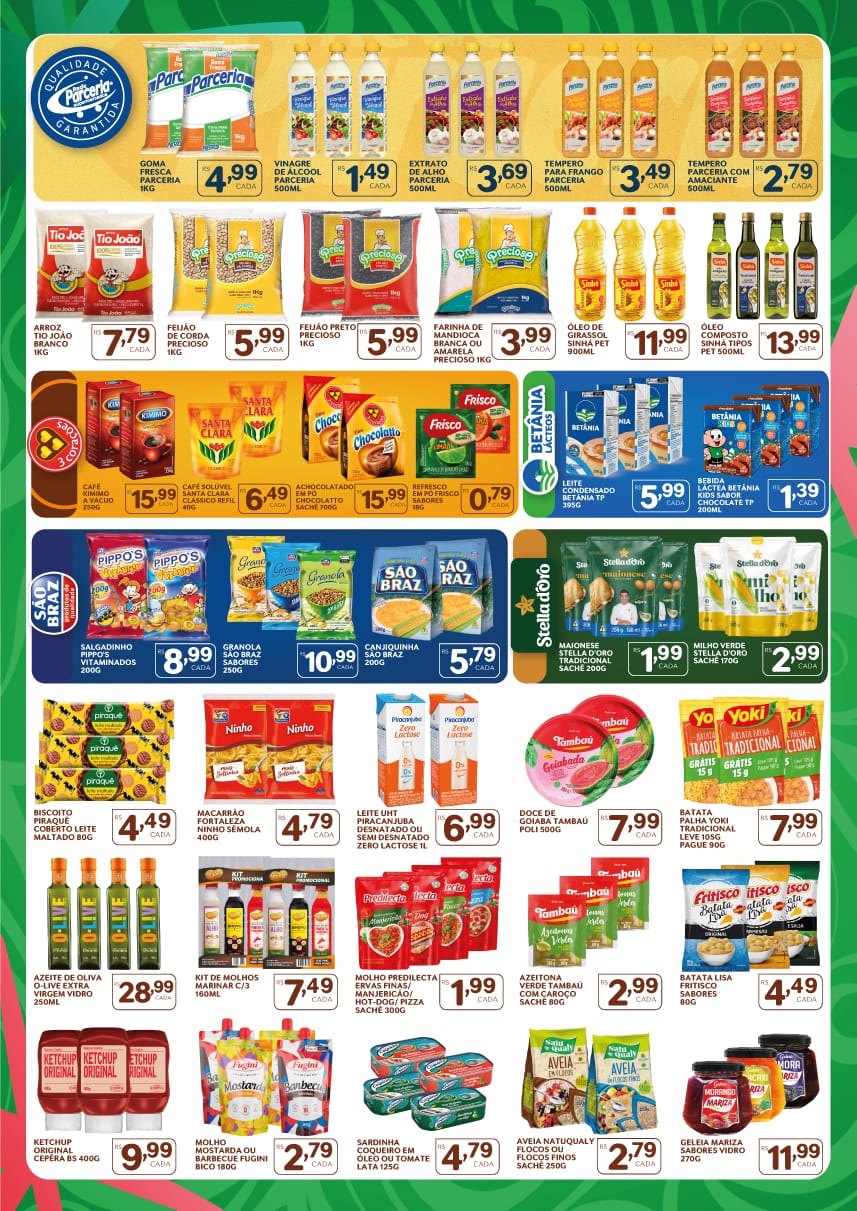 QUALIDADE
Rede Parceria Supermercados
GARANTIDA
GOMA
FRESCA
PARCERIA
1KG
R$ 4,99
CADA
VINAGRE
DE ÁLCOOL
PARCERIA
500ML
R$ 1,49
CADA
EXTRATO
DE ALHO
PARCERIA
500ML
R$ 3,69
CADA
TEMPERO
PARA FRANGO
PARCERIA
500ML
R$ 3,49
CADA
TEMPERO
PARCERIA COM
AMACIANTE
500ML
R$ 2,79
CADA
ARROZ
TIO JOÃO
BRANCO
1KG
R$ 7,79
CADA
FEIJÃO
DE CORDA
PRECIOSO
1KG
R$ 5,99
CADA
FEIJÃO PRETO
PRECIOSO
1KG
R$ 5,99
CADA
FARINHA DE
MANDIOCA
BRANCA OU
AMARELA
PRECIOSO 1KG
R$ 3,99
CADA
ÓLEO DE
GIRASSOL
SINHÁ PET
900ML
R$ 11,99
CADA
ÓLEO
COMPOSTO
SINHÁ TIPOS
PET 500ML
R$ 13,99
CADA
3 corações
CAFÉ
KIMIMO
A VÁCUO
250G
R$ 15,99
CADA
CAFÉ SOLÚVEL
SANTA CLARA
CLÁSSICO REFIL
40G
R$ 6,49
CADA
ACHOCOLATADO
EM PÓ
CHOCOLATTO
SACHÊ 700G
R$ 15,99
CADA
REFRESCO
EM PÓ FRISCO
SABORES
18G
R$ 0,79
CADA
BETÂNIA
LÁCTEOS
LEITE
CONDENSADO
BETÂNIA TP
395G
R$ 5,99
CADA
BEBIDA
LÁCTEA BETÂNIA
KIDS SABOR
CHOCOLATE TP
200ML
R$ 1,39
CADA
SÃO BRAZ
produtos de qualidade
SALGADINHO
PIPPO'S
VITAMINADOS
200G
R$ 8,99
CADA
GRANOLA
SÃO BRAZ
SABORES
250G
R$ 10,99
CADA
CANJIQUINHA
SÃO BRAZ
200G
R$ 5,79
CADA
Stella d'Oro
MAIONESE
STELLA D'ORO
TRADICIONAL
SACHÊ 200G
R$ 1,99
CADA
MILHO VERDE
STELLA D'ORO
SACHÊ 170G
R$ 2,99
CADA
BISCOITO
PIRAQUÊ
COBERTO LEITE
MALTADO 80G
R$ 4,49
CADA
MACARRÃO
FORTALEZA
NINHO SÊMOLA
400G
R$ 4,79
CADA
LEITE UHT
PIRACANJUBA
DESNATADO OU
SEMI DESNATADO
ZERO LACTOSE 1L
R$ 6,99
CADA
DOCE DE
GOIABA TAMBAÚ
POLI 500G
R$ 7,99
CADA
BATATA
PALHA YOKI
TRADICIONAL
LEVE 105G
PAGUE 90G
R$ 7,99
CADA
AZEITE DE OLIVA
O-LIVE EXTRA
VIRGEM VIDRO
250ML
R$ 28,99
CADA
KIT DE MOLHOS
MARINAR C/3
160ML
R$ 7,49
CADA
MOLHO PREDILECTA
ERVAS FINAS/
MANJERICÃO/
HOT-DOG/ PIZZA
SACHÊ 300G
R$ 1,99
CADA
AZEITONA
VERDE TAMBAÚ
COM CAROÇO
SACHÊ 80G
R$ 2,99
CADA
BATATA LISA
FRITISCO
SABORES
80G
R$ 4,49
CADA
KETCHUP
ORIGINAL
CEPÊRA BS 400G
R$ 9,99
CADA
MOLHO
MOSTARDA OU
BARBECUE FUGINI
BICO 180G
R$ 2,79
CADA
SARDINHA
COQUEIRO EM
ÓLEO OU TOMATE
LATA 125G
R$ 4,79
CADA
AVEIA NATUQUALY
FLOCOS OU
FLOCOS FINOS
SACHÊ 250G
R$ 2,79
CADA
GELEIA MARIZA
SABORES VIDRO
270G
R$ 11,99
CADA